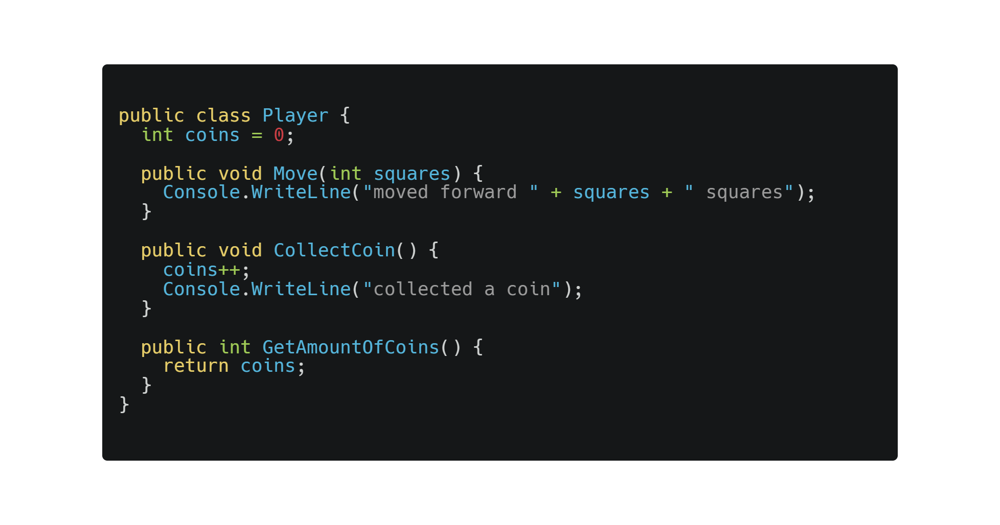 public class Player {
  int coins = 0;

  public void Move(int squares) {
    Console.WriteLine("moved forward " + squares + " squares");
  }

  public void CollectCoin() {
    coins++;
    Console.WriteLine("collected a coin");
  }

  public int GetAmountOfCoins() {
    return coins;
  }
}